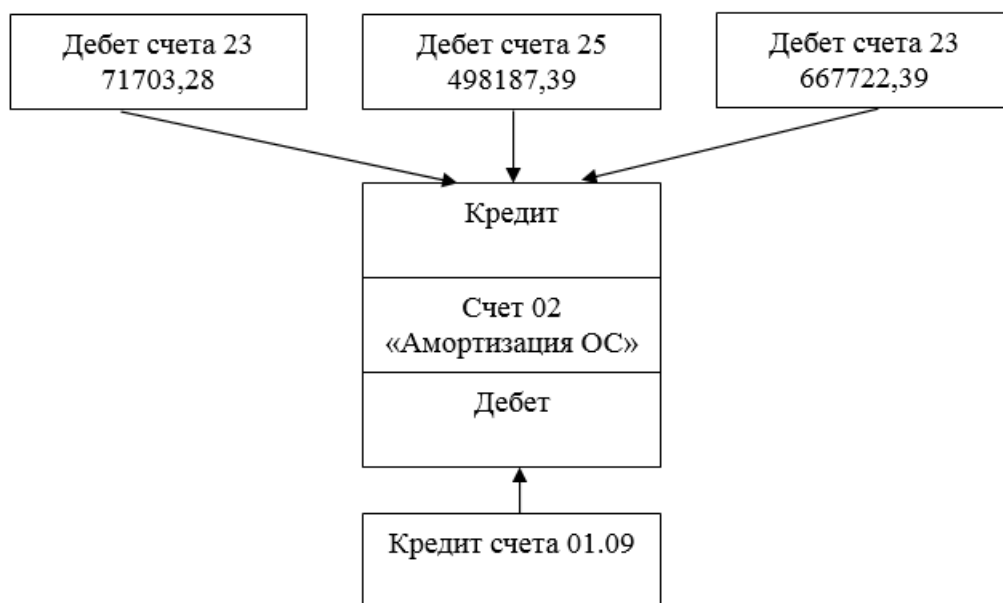 Дебет счета 23
71703,28
Дебет счета 25
498187,39
Дебет счета 23
667722,39
Кредит
Счет 02
«Амортизация ОС»
Дебет
Кредит счета 01.09